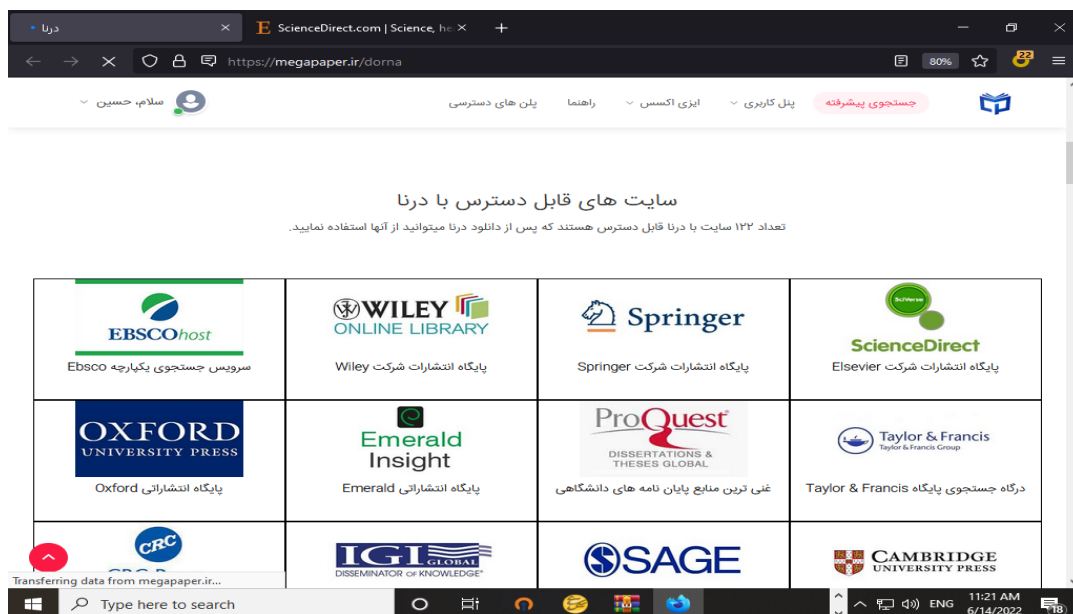 درنا
ScienceDirect.com | Science, he
https://megapaper.ir/dorna
80%
22
جستجوی پیشرفته
پنل کاربری
ایزی اکسس
راهنما
پلن های دسترسی
سلام، حسین
سایت های قابل دسترس با درنا
تعداد ۱۲۲ سایت با درنا قابل دسترس هستند که پس از دانلود درنا میتوانید از آنها استفاده نمایید.
SciVerse
ScienceDirect
پایگاه انتشارات شرکت Elsevier
Springer
پایگاه انتشارات شرکت Springer
WILEY
ONLINE LIBRARY
پایگاه انتشارات شرکت Wiley
EBSCOhost
سرویس جستجوی یکپارچه Ebsco
Taylor & Francis
Taylor & Francis Group
درگاه جستجوی پایگاه Taylor & Francis
ProQuest
DISSERTATIONS &
THESES GLOBAL
غنی ترین منابع پایان نامه های دانشگاهی
Emerald
Insight
پایگاه انتشاراتی Emerald
OXFORD
UNIVERSITY PRESS
پایگاه انتشاراتی Oxford
CAMBRIDGE
UNIVERSITY PRESS
SAGE
IGI GLOBAL
DISSEMINATOR OF KNOWLEDGE
CRC
Transferring data from megapaper.ir...
Type here to search
ENG
11:21 AM
6/14/2022
18